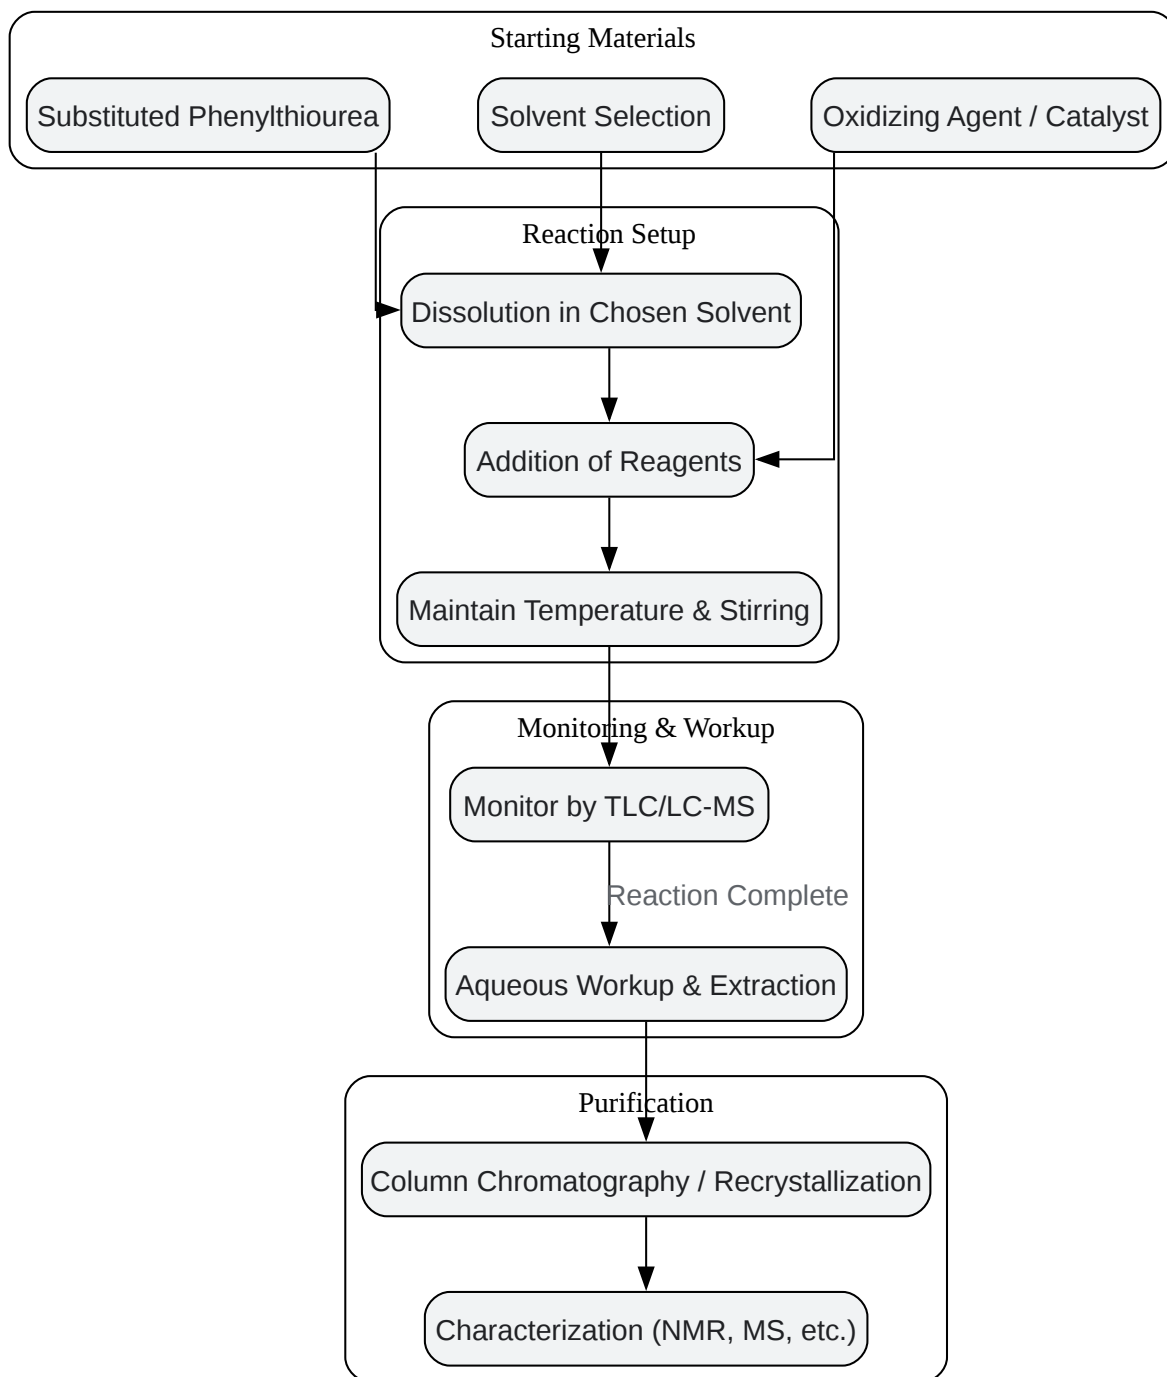 Starting Materials
Substituted Phenylthiourea
Solvent Selection
Oxidizing Agent / Catalyst
Reaction Setup
Dissolution in Chosen Solvent
Addition of Reagents
Maintain Temperature & Stirring
Monitoring & Workup
Monitor by TLC/LC-MS
Reaction Complete
Aqueous Workup & Extraction
Purification
Column Chromatography / Recrystallization
Characterization (NMR, MS, etc.)